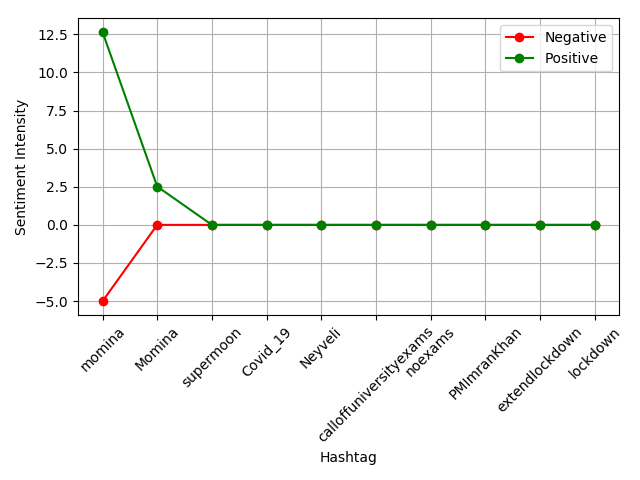 Negative
Positive
12.5
10.0
7.5
5.0
2.5
0.0
−2.5
−5.0
Sentiment Intensity
momina
Momina
supermoon
Covid_19
Neyveli
calloffuniversityexams
noexams
PMImranKhan
extendlockdown
lockdown
Hashtag